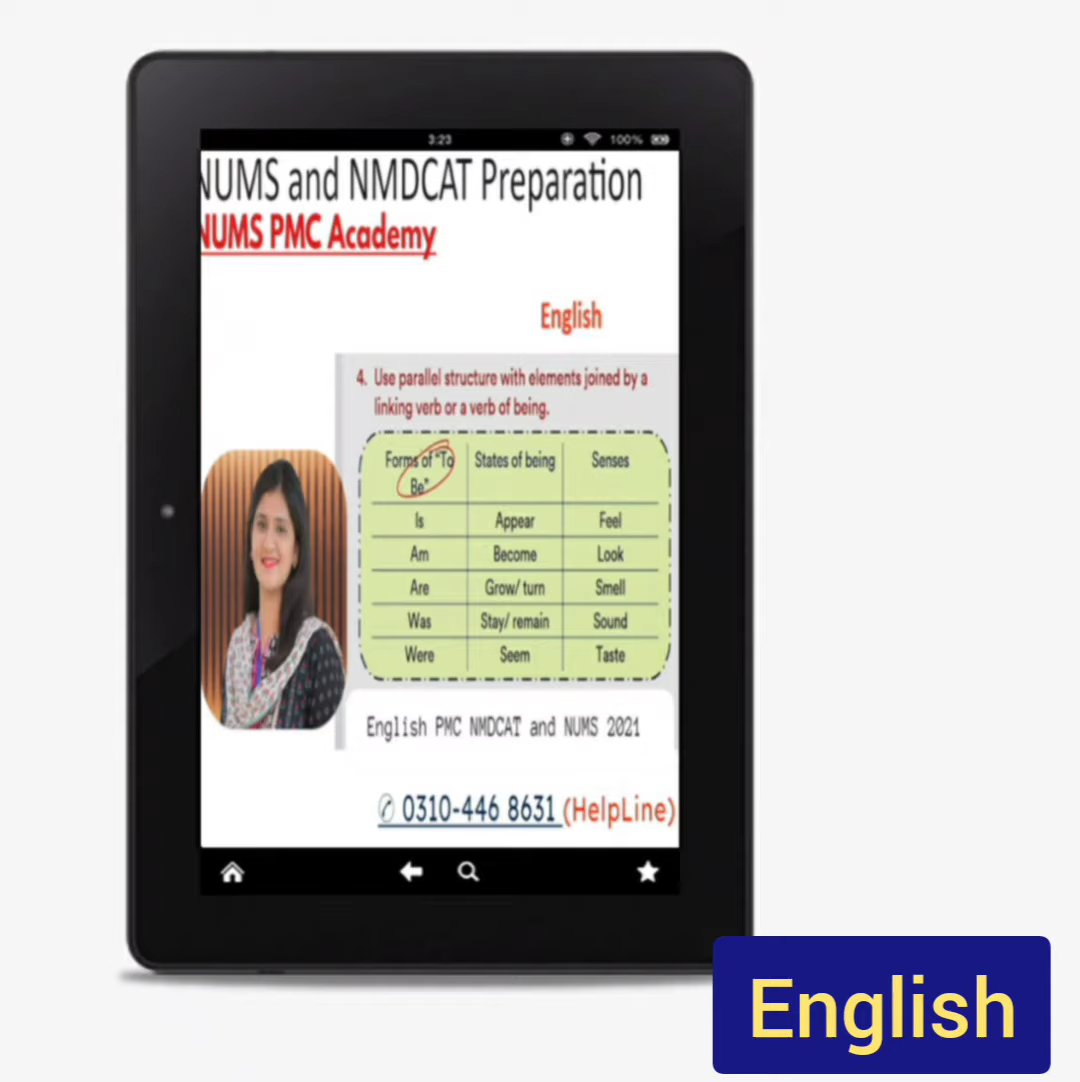 3:23 100%
NUMS and NMDCAT Preparation
NUMS PMC Academy
English
4. Use parallel structure with elements joined by a
linking verb or a verb of being.
Forms of "To Be" States of being Senses
Is Appear Feel
Am Become Look
Are Grow/ turn Smell
Was Stay/ remain Sound
Were Seem Taste
English PMC NMDCAT and NUMS 2021
✆ 0310-446 8631 (HelpLine)
English